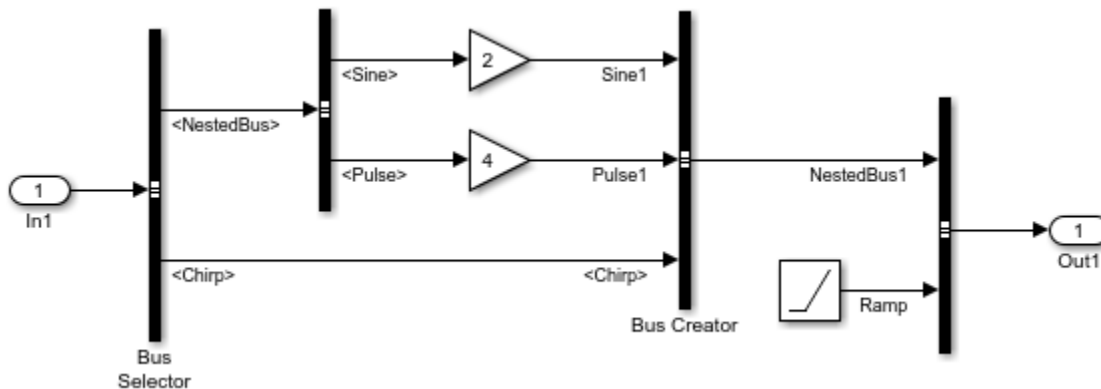 <Sine>
2
Sine1
<NestedBus>
<Pulse>
4
Pulse1
NestedBus1
1
In1
<Chirp>
<Chirp>
Bus Creator
Ramp
1
Out1
Bus
Selector